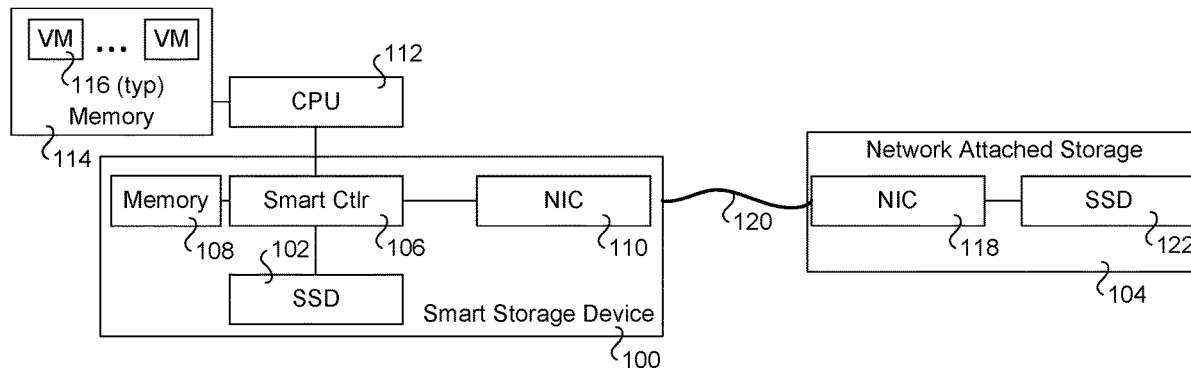 VM ... VM
116 (typ)
Memory
114
112
CPU
Memory
108
Smart Ctlr
106
NIC
110
102
SSD
Smart Storage Device
100
120
Network Attached Storage
NIC
118
SSD
122
104